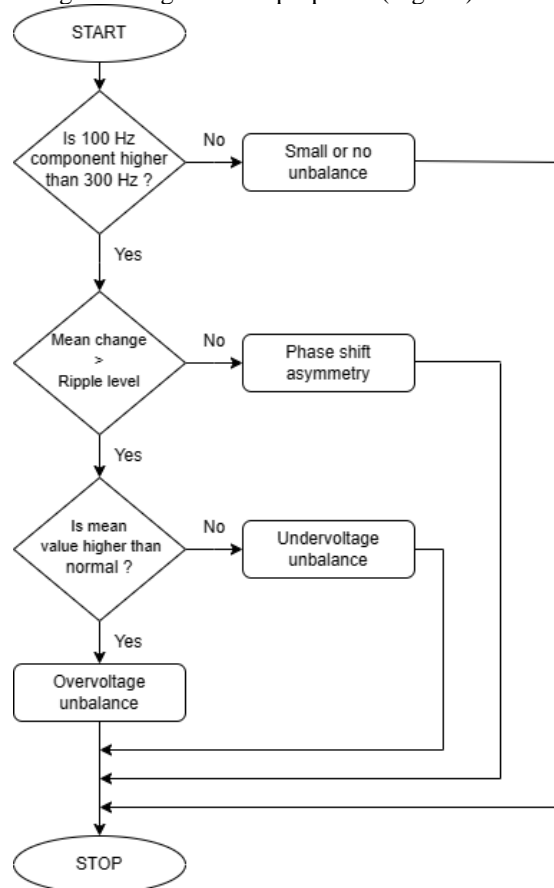 START
Is 100 Hz
component higher
than 300 Hz ?
No
Small or no
unbalance
Yes
Mean change
>
Ripple level
No
Phase shift
asymmetry
Yes
Is mean
value higher than
normal ?
No
Undervoltage
unbalance
Yes
Overvoltage
unbalance
STOP